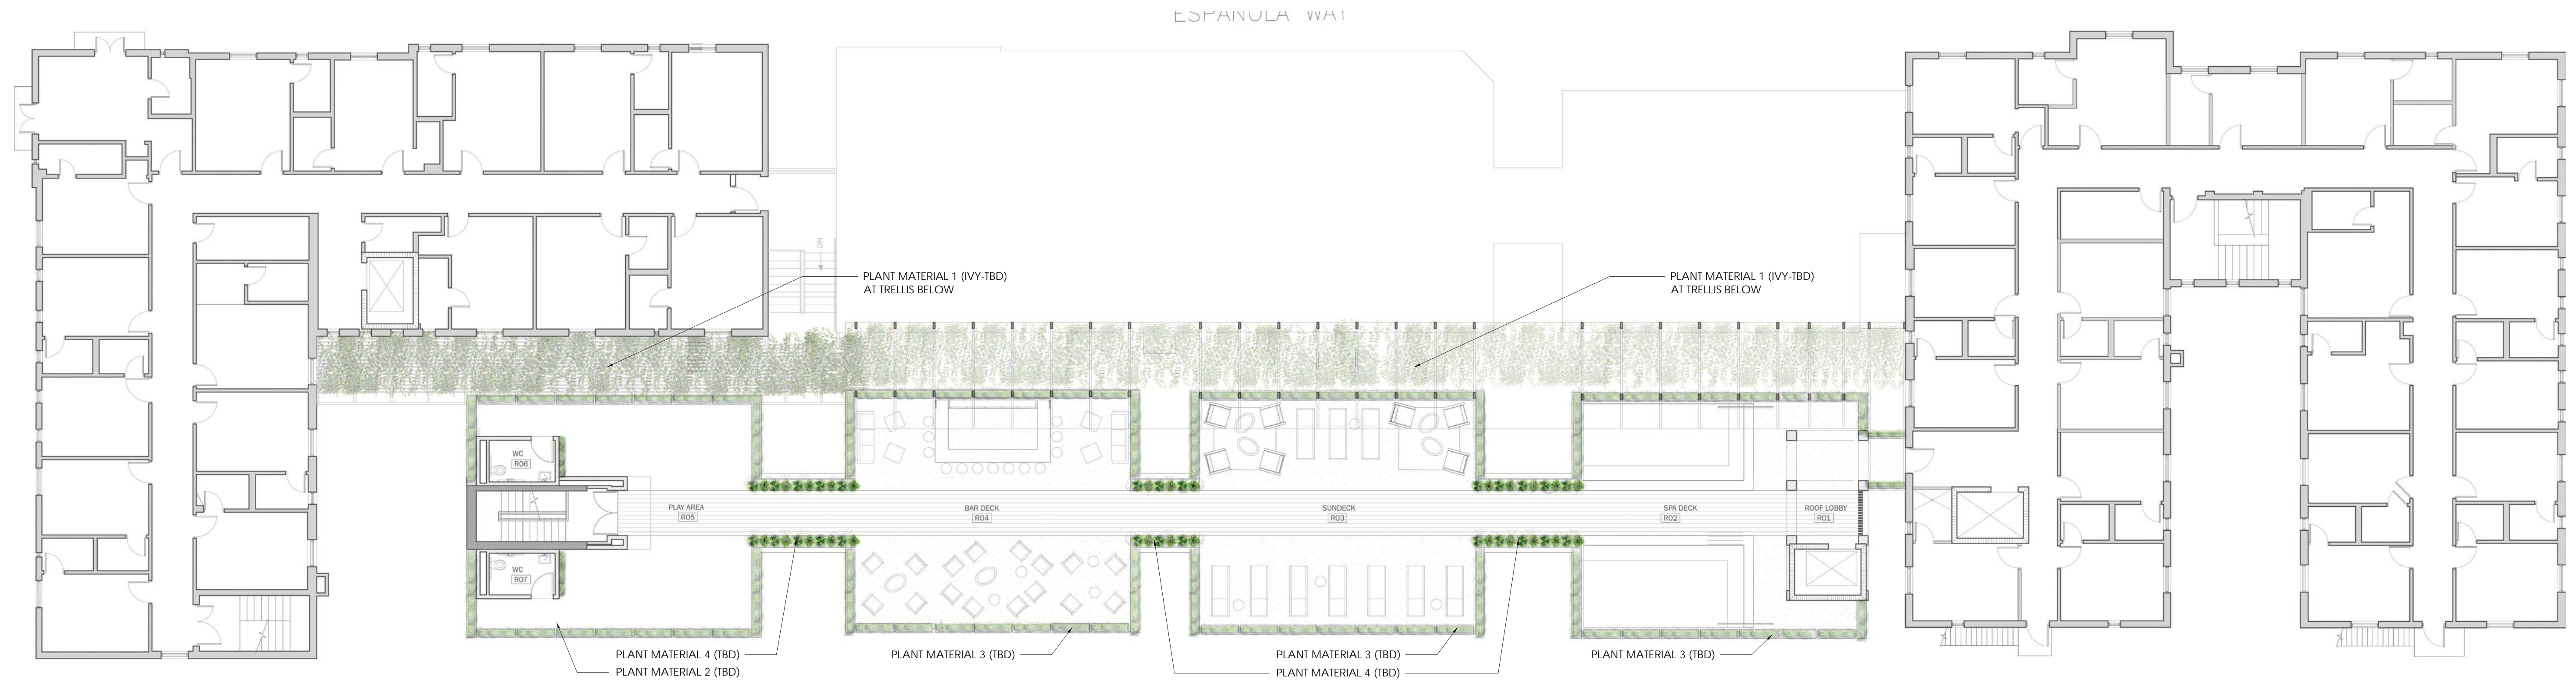 ESPANOLA WAY
DN
PLANT MATERIAL 1 (IVY-TBD)
AT TRELLIS BELOW
PLANT MATERIAL 1 (IVY-TBD)
AT TRELLIS BELOW
WC
R06
PLAY AREA
R05
BAR DECK
R04
SUNDECK
R03
SPA DECK
R02
ROOF LOBBY
R01
WC
R07
PLANT MATERIAL 4 (TBD)
PLANT MATERIAL 2 (TBD)
PLANT MATERIAL 3 (TBD)
PLANT MATERIAL 3 (TBD)
PLANT MATERIAL 4 (TBD)
PLANT MATERIAL 3 (TBD)